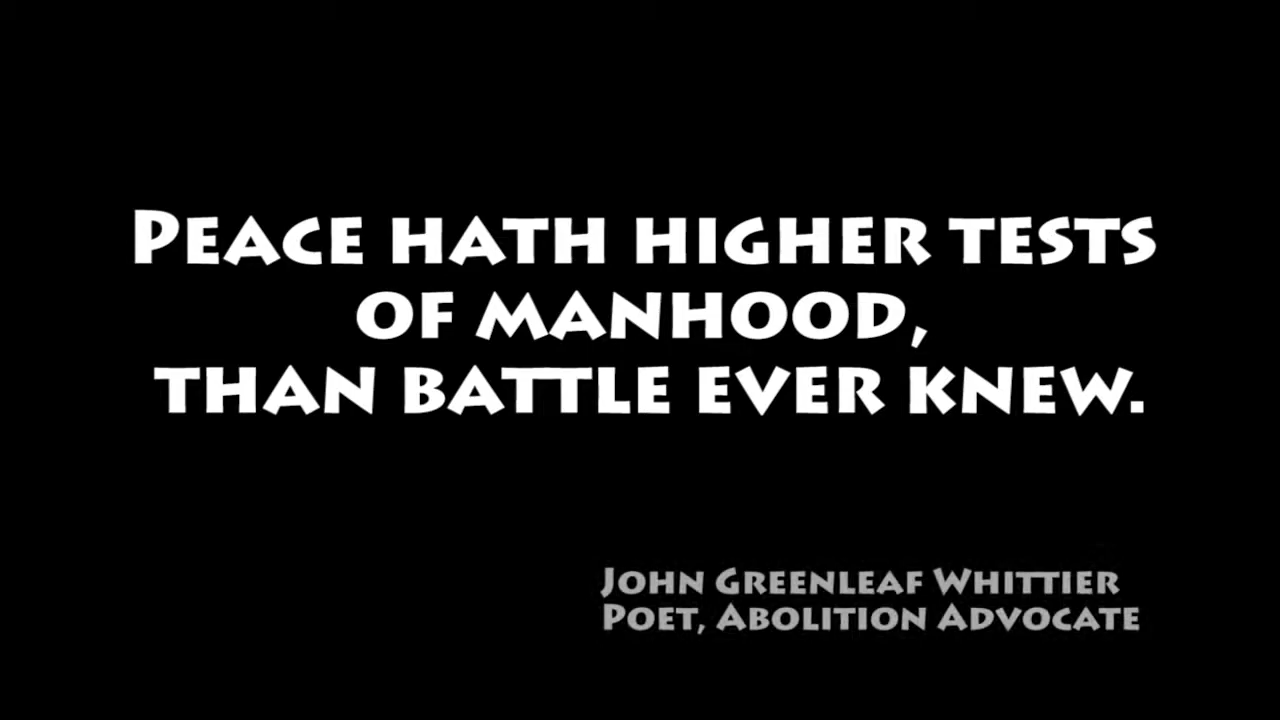 Peace hath higher tests
of manhood,
than battle ever knew.
John Greenleaf Whittier
Poet, Abolition Advocate